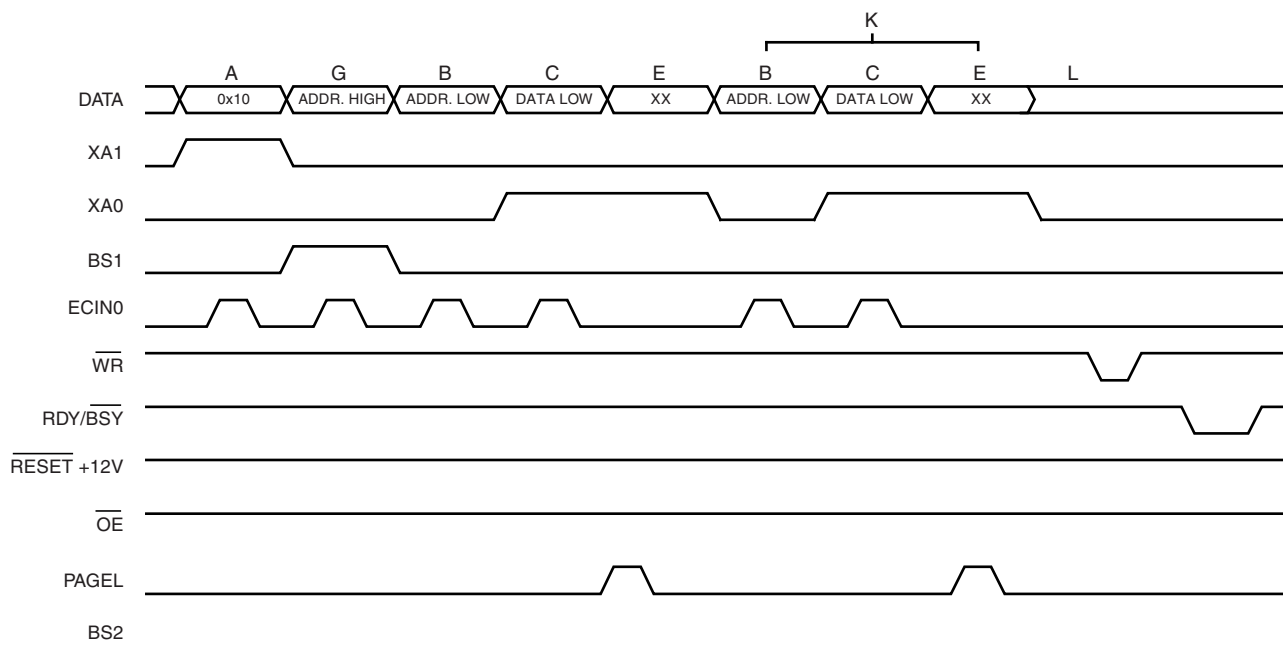 K
A G B C E B C E L
DATA 0x10 ADDR. HIGH ADDR. LOW DATA LOW XX ADDR. LOW DATA LOW XX
XA1
XA0
BS1
ECIN0
WR
RDY/BSY
RESET +12V
OE
PAGEL
BS2